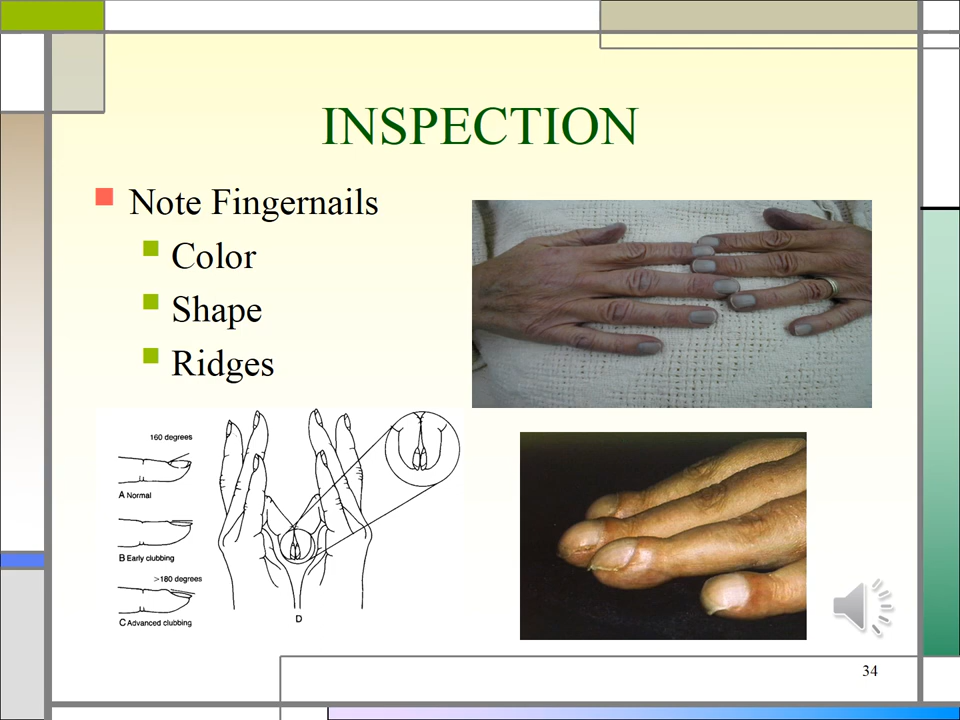 INSPECTION
Note Fingernails
Color
Shape
Ridges
160 degrees
A Normal
B Early clubbing
>180 degrees
C Advanced clubbing
D
34